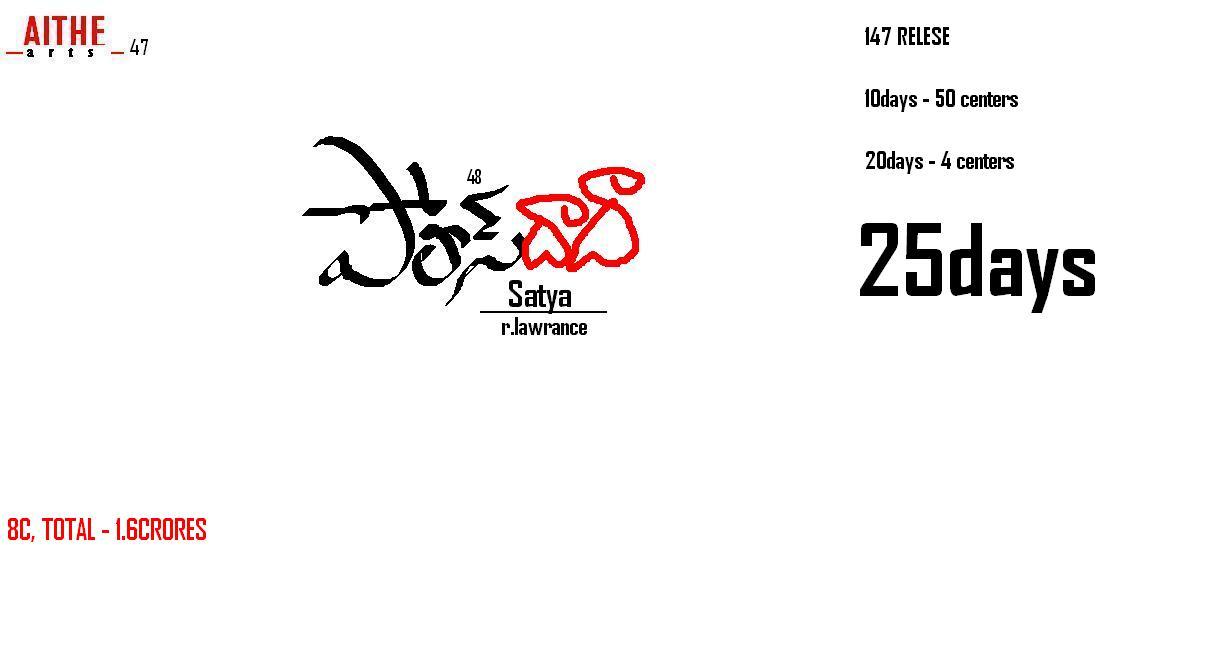 AITHE
arts 47
147 RELESE
10days - 50 centers
20days - 4 centers
25days
48
దాదా
Satya
r.lawrance
8C, TOTAL - 1.6CRORES